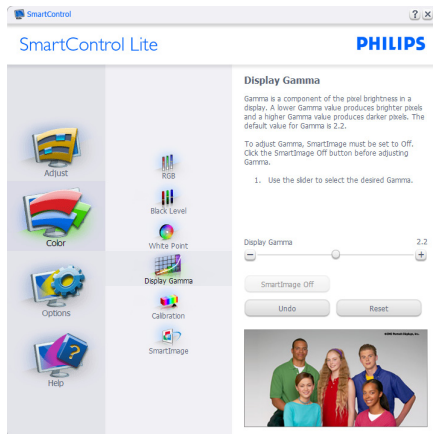 SmartControl
? X
SmartControl Lite
PHILIPS
Adjust
Color
Options
Help
RGB
Black Level
White Point
Display Gamma
Calibration
SmartImage
Display Gamma
Gamma is a component of the pixel brightness in a
display. A lower Gamma value produces brighter pixels
and a higher Gamma value produces darker pixels. The
default value for Gamma is 2.2.
To adjust Gamma, SmartImage must be set to Off.
Click the SmartImage Off button before adjusting
Gamma.
1. Use the slider to select the desired Gamma.
Display Gamma 2.2
− +
SmartImage Off
Undo Reset